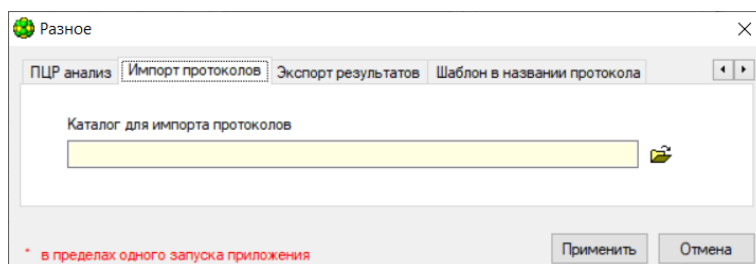 Разное
ПЦР анализ Импорт протоколов Экспорт результатов Шаблон в названии протокола
Каталог для импорта протоколов
* в пределах одного запуска приложения
Применить Отмена